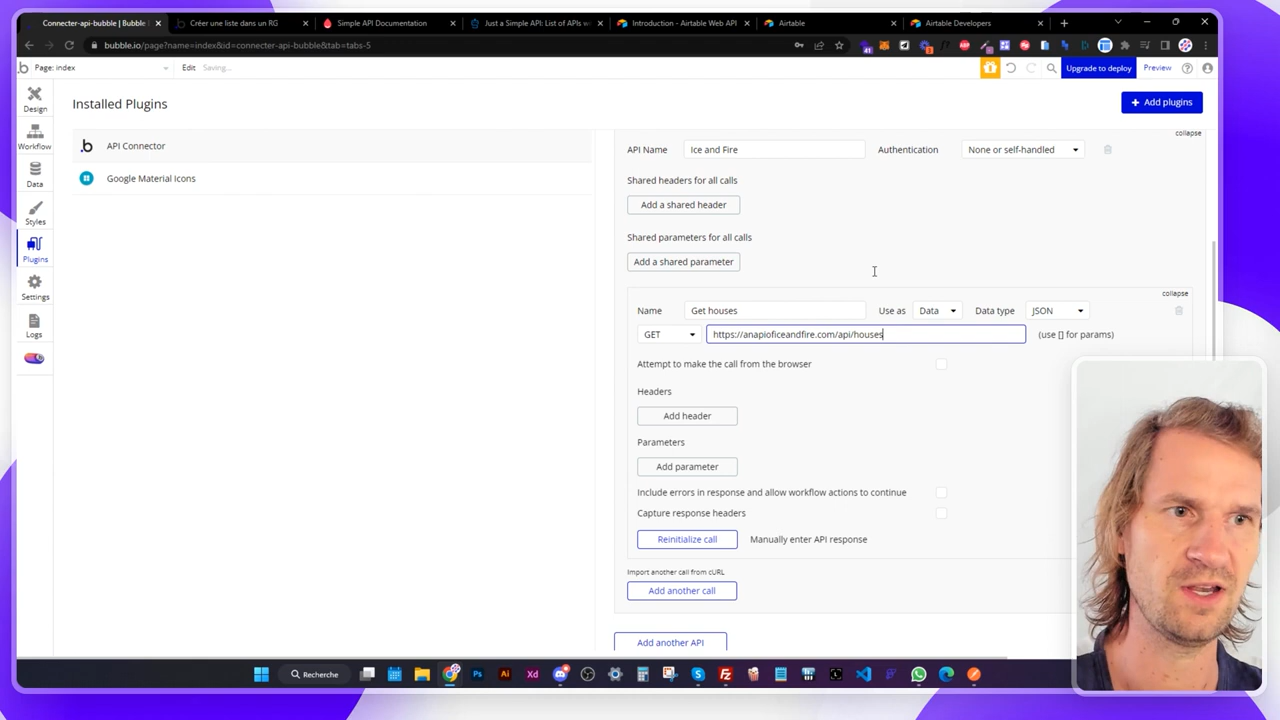 Connecter-api-bubble | Bubble
Créer une liste dans un RG
Simple API Documentation
Just a Simple API: List of APIs w
Introduction - Airtable Web API
Airtable
Airtable Developers
bubble.io/page?name=index&id=connecter-api-bubble&tab=tabs-5
Page: index
Edit
Saving...
Upgrade to deploy
Preview
Design
Workflow
Data
Styles
Plugins
Settings
Logs
Installed Plugins
+ Add plugins
API Connector
Google Material Icons
collapse
API Name
Ice and Fire
Authentication
None or self-handled
Shared headers for all calls
Add a shared header
Shared parameters for all calls
Add a shared parameter
collapse
Name
Get houses
Use as
Data
Data type
JSON
GET
https://anapioficeandfire.com/api/houses
(use [] for params)
Attempt to make the call from the browser
Headers
Add header
Parameters
Add parameter
Include errors in response and allow workflow actions to continue
Capture response headers
Reinitialize call
Manually enter API response
Import another call from cURL
Add another call
Add another API
Recherche
Ps
Ai
Xd